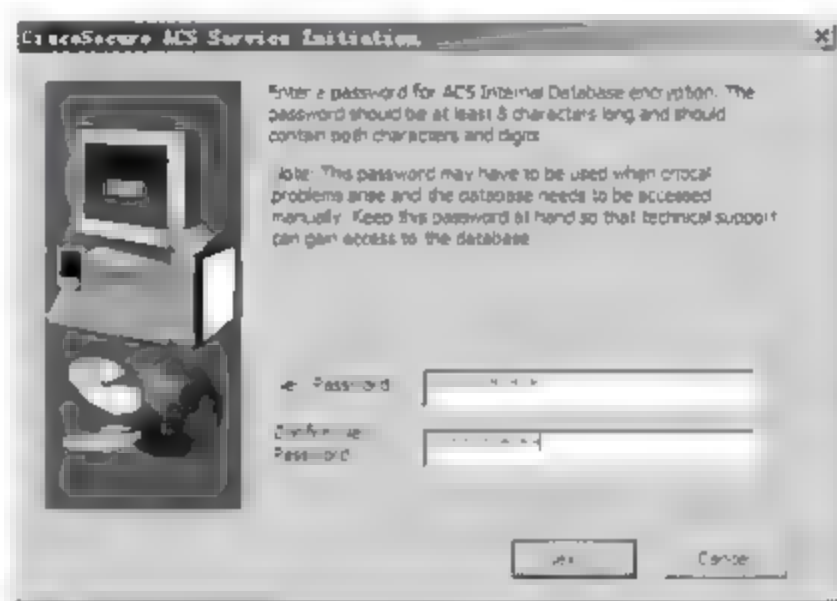 CiscoSecure ACS Service Initiation
Enter a password for ACS Internal Database encryption. The
password should be at least 8 characters long and should
contain both characters and digits
Note: This password may have to be used when critical
problems arise and the database needs to be accessed
manually. Keep this password at hand so that technical support
can gain access to the database
Password
Confirm
Password
Cancel